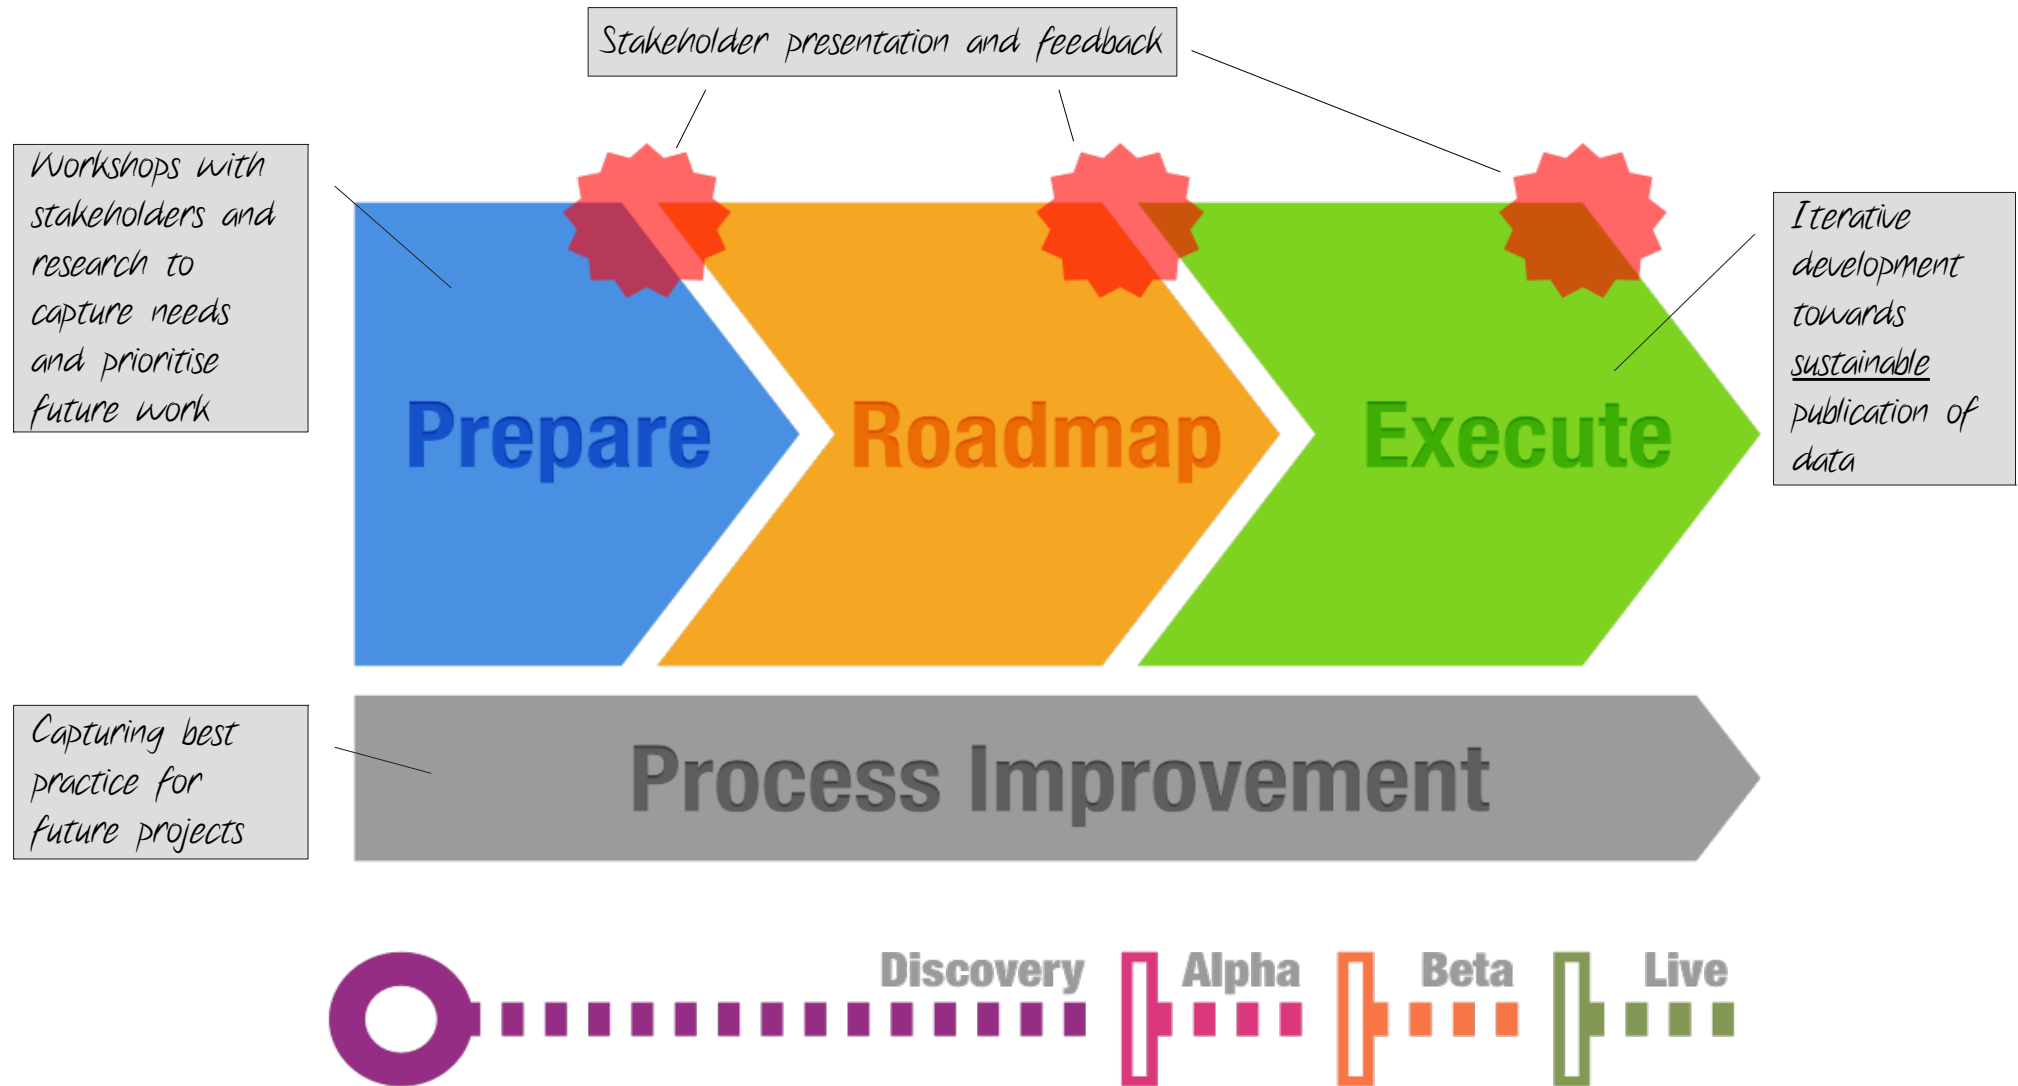 Stakeholder presentation and feedback
Workshops with
stakeholders and
research to
capture needs
and prioritise
future work
Iterative
development
towards
sustainable
publication of
data
Prepare
Roadmap
Execute
Capturing best
practice for
future projects
Process Improvement
Discovery
Alpha
Beta
Live